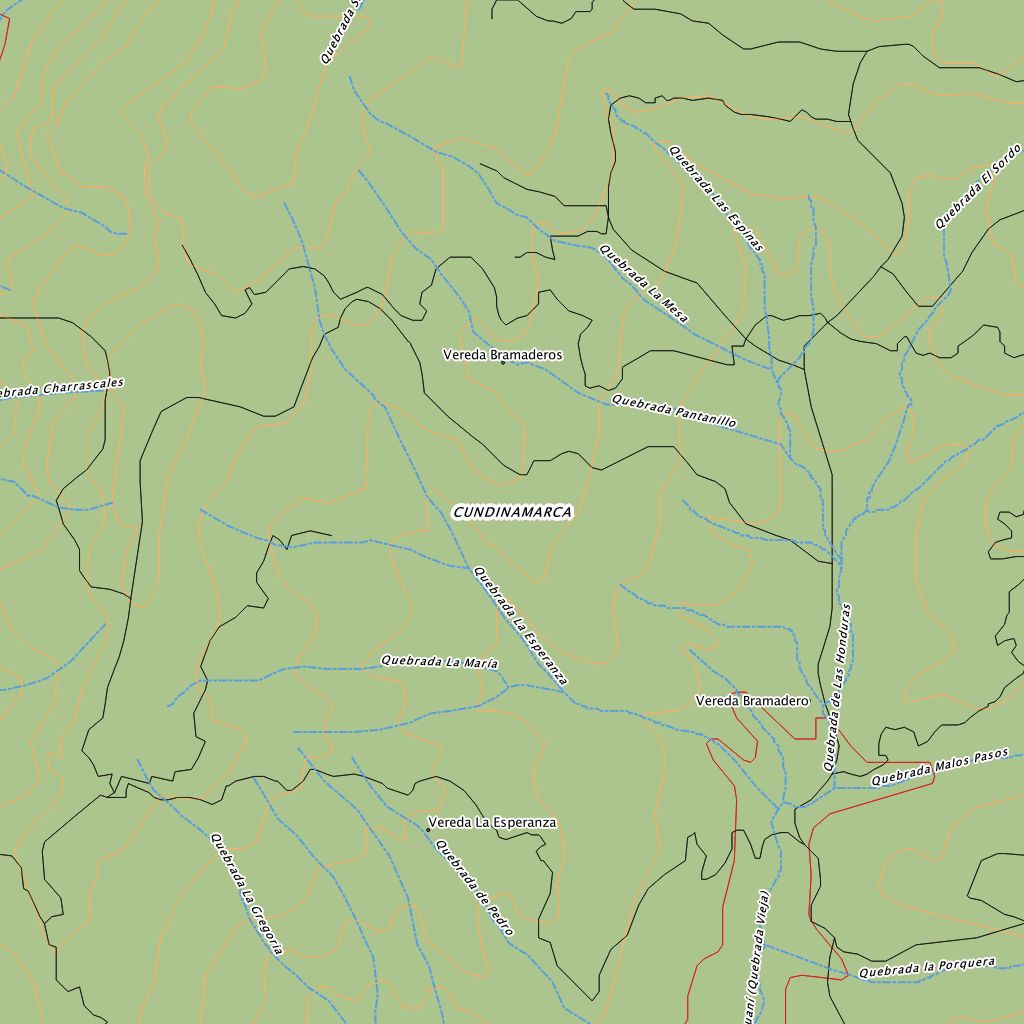 Quebrada S
Quebrada Las Espinas
Quebrada El Sordo
Quebrada La Mesa
Vereda Bramaderos
ebrada Charrascales
Quebrada Pantanillo
CUNDINAMARCA
Quebrada La Esperanza
Quebrada de Las Honduras
Quebrada La María
Vereda Bramadero
Quebrada Malos Pasos
Vereda La Esperanza
Quebrada La Gregoria
Quebrada de Pedro
uaní (Quebrada Vieja)
Quebrada la Porquera